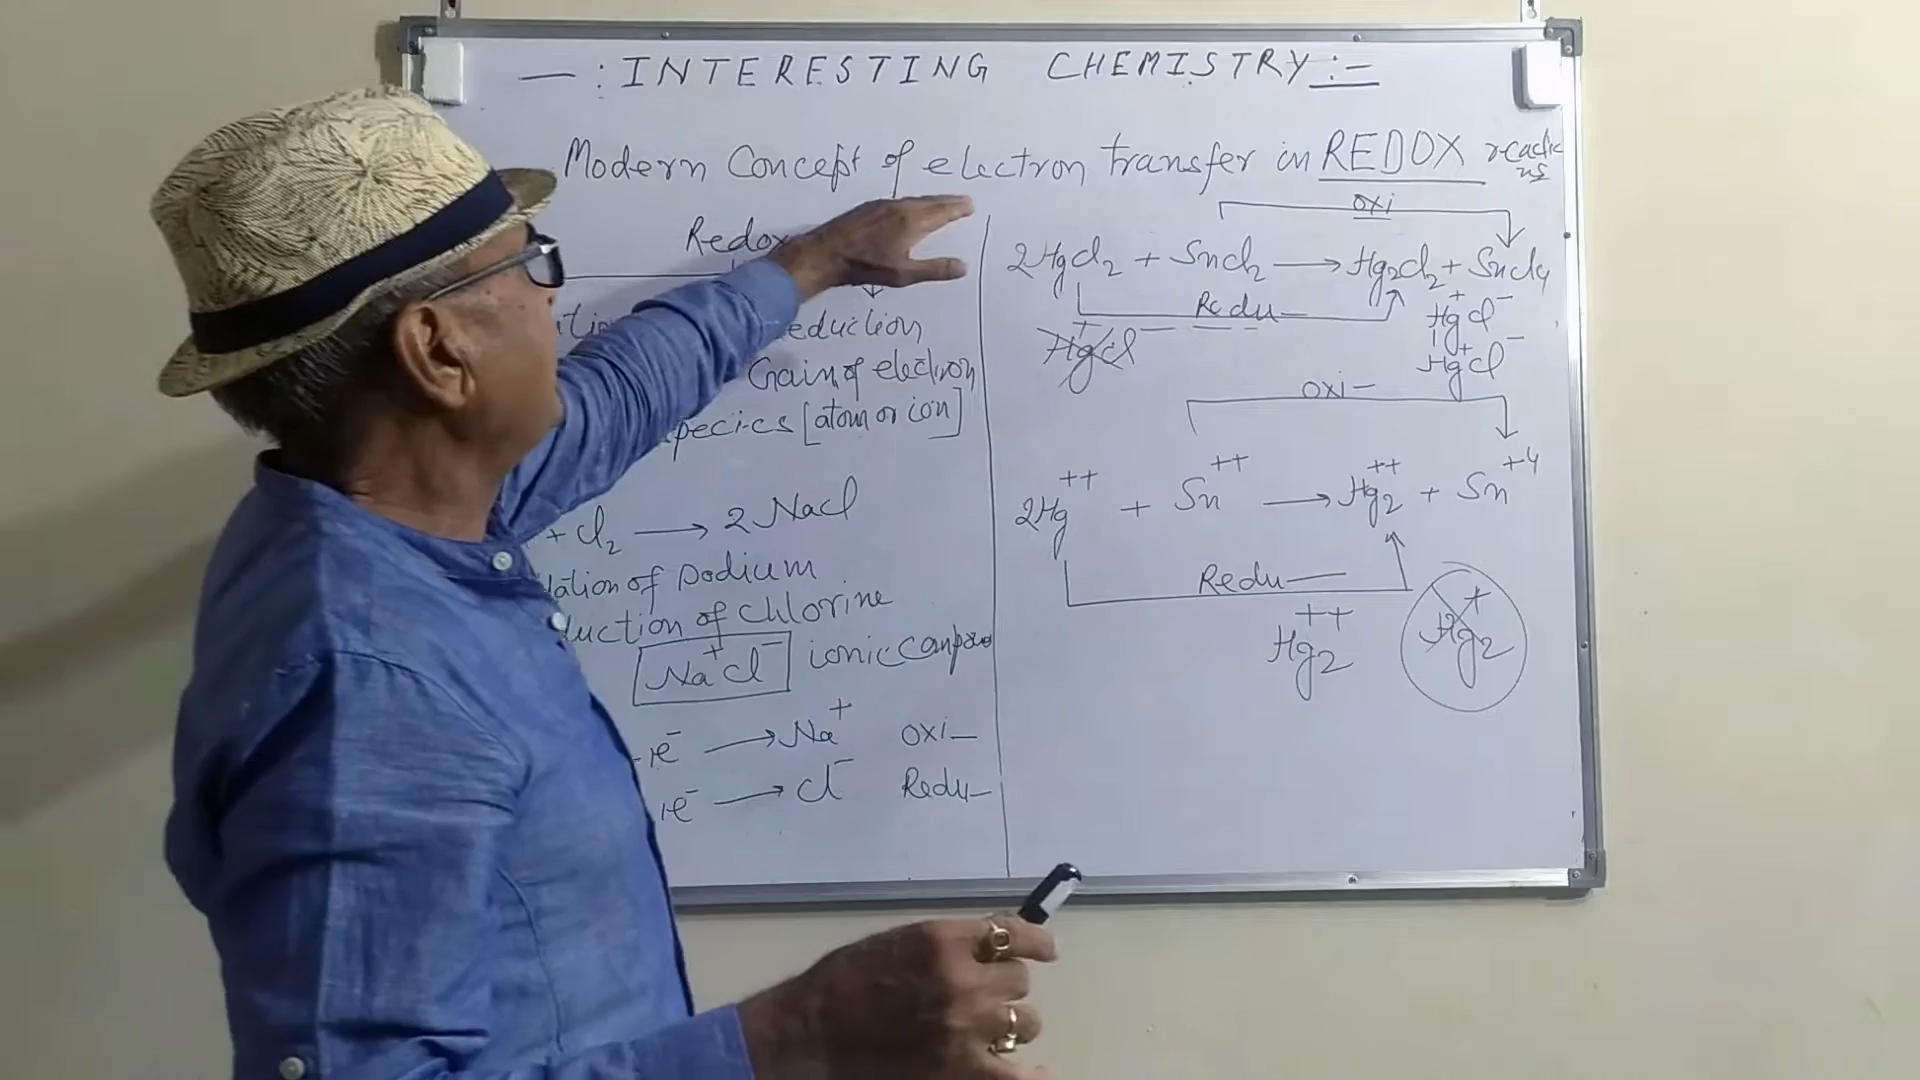 — : INTERESTING CHEMISTRY :—
Modern Concept of electron transfer in REDOX reactions
Redox
eduction
Gain of electron
species [atom or ion]
+ Cl₂ ⟶ 2 NaCl
dation of Sodium
duction of Chlorine
Na⁺Cl⁻ ionic compou
-1e⁻ ⟶ Na⁺ oxi—
1e⁻ ⟶ Cl⁻ Redu—
oxi
2HgCl₂ + SnCl₂ ⟶ Hg₂Cl₂ + SnCl₄
Redu—
Hg⁺Cl⁻
Hg⁺Cl⁻
Hg⁺Cl⁻
oxi—
2Hg⁺⁺ + Sn⁺⁺ ⟶ Hg₂⁺⁺ + Sn⁺⁴
Redu—
Hg₂⁺⁺
Hg₂⁺